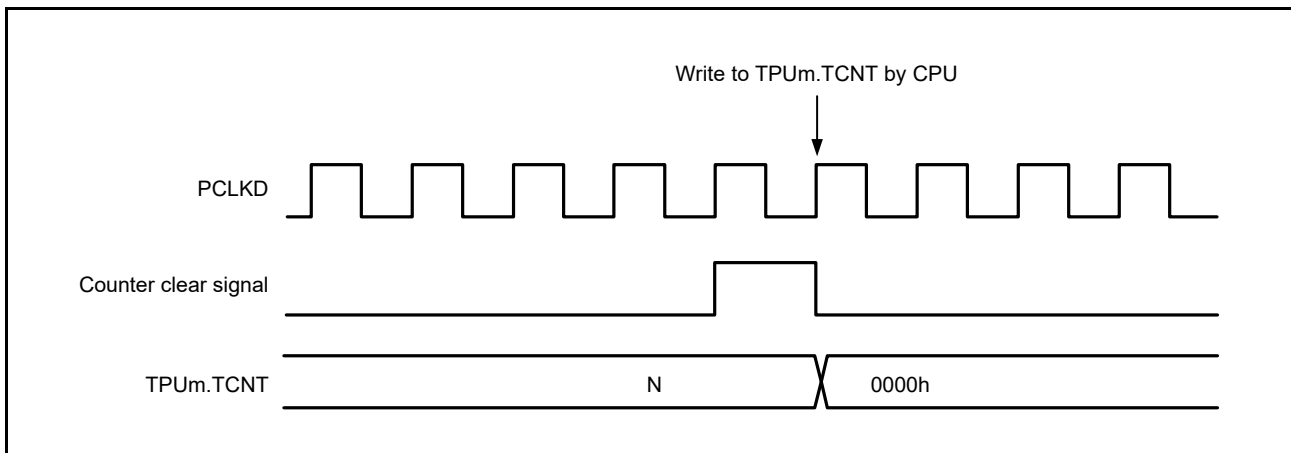 Write to TPUm.TCNT by CPU
PCLKD
Counter clear signal
TPUm.TCNT
N
0000h